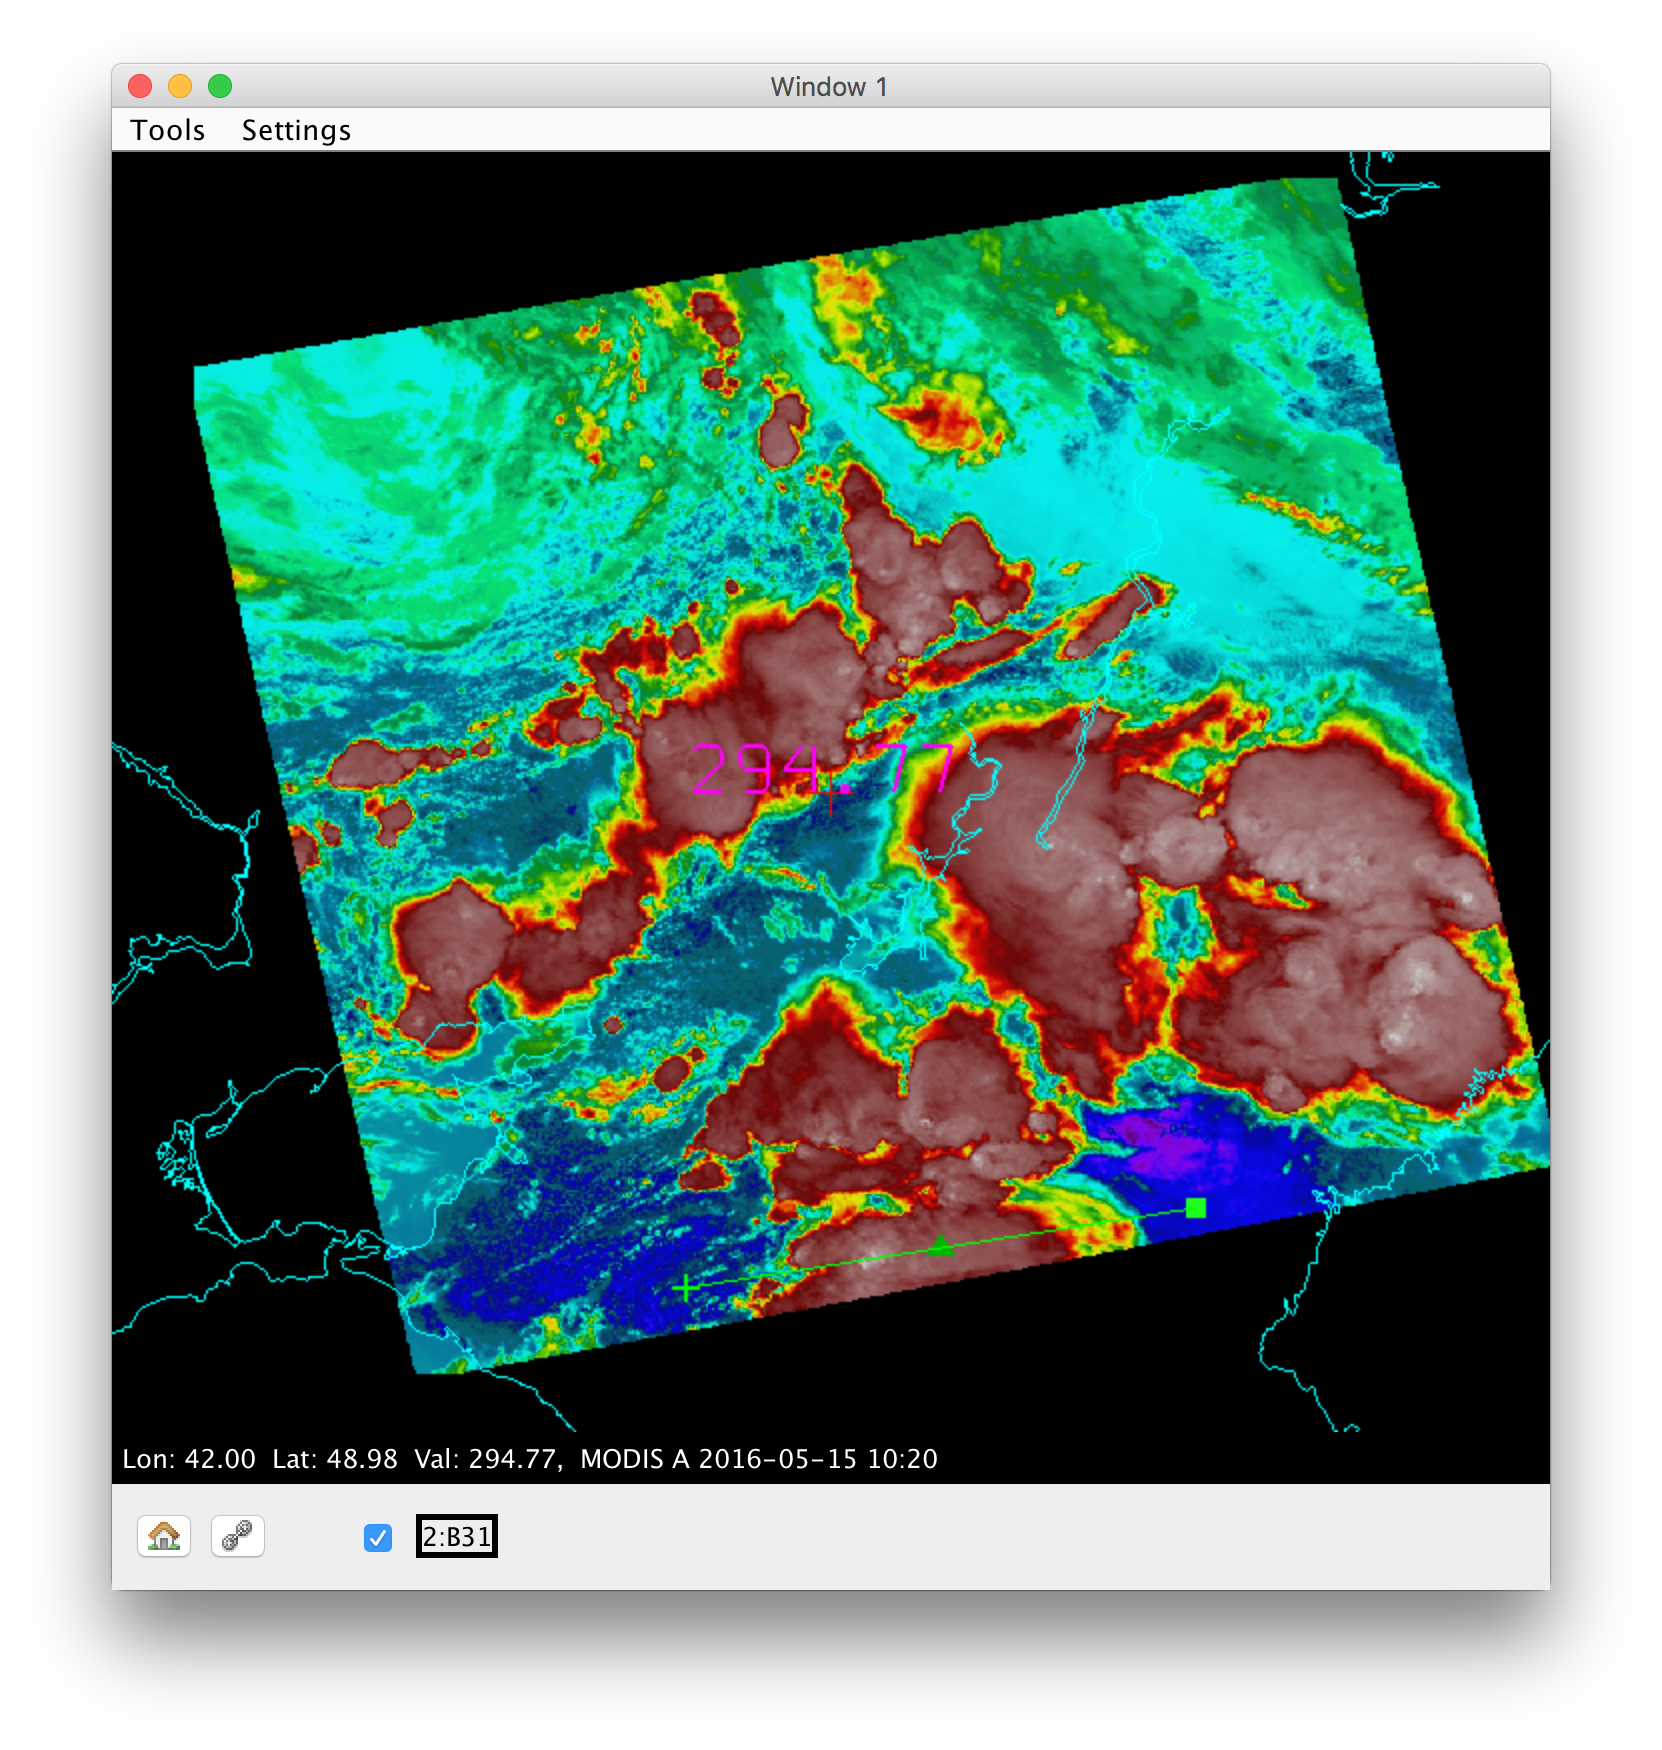 Window 1
Tools Settings
294.77
Lon: 42.00 Lat: 48.98 Val: 294.77, MODIS A 2016-05-15 10:20
2:B31